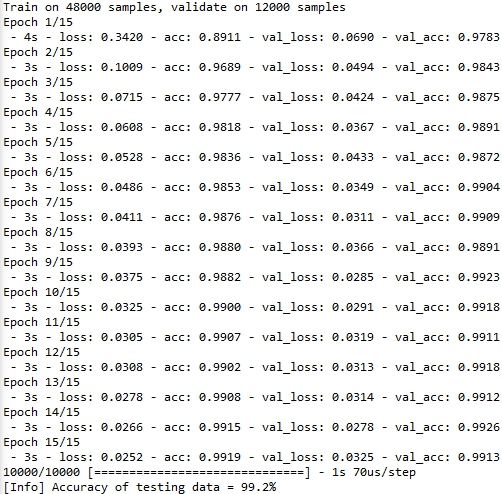 Train on 48000 samples, validate on 12000 samples
Epoch 1/15
- 4s - loss: 0.3420 - acc: 0.8911 - val_loss: 0.0690 - val_acc: 0.9783
Epoch 2/15
- 3s - loss: 0.1009 - acc: 0.9689 - val_loss: 0.0494 - val_acc: 0.9843
Epoch 3/15
- 3s - loss: 0.0715 - acc: 0.9777 - val_loss: 0.0424 - val_acc: 0.9875
Epoch 4/15
- 3s - loss: 0.0608 - acc: 0.9818 - val_loss: 0.0367 - val_acc: 0.9891
Epoch 5/15
- 3s - loss: 0.0528 - acc: 0.9836 - val_loss: 0.0433 - val_acc: 0.9872
Epoch 6/15
- 3s - loss: 0.0486 - acc: 0.9853 - val_loss: 0.0349 - val_acc: 0.9904
Epoch 7/15
- 3s - loss: 0.0411 - acc: 0.9876 - val_loss: 0.0311 - val_acc: 0.9909
Epoch 8/15
- 3s - loss: 0.0393 - acc: 0.9880 - val_loss: 0.0366 - val_acc: 0.9891
Epoch 9/15
- 3s - loss: 0.0375 - acc: 0.9882 - val_loss: 0.0285 - val_acc: 0.9923
Epoch 10/15
- 3s - loss: 0.0325 - acc: 0.9900 - val_loss: 0.0291 - val_acc: 0.9918
Epoch 11/15
- 3s - loss: 0.0305 - acc: 0.9907 - val_loss: 0.0319 - val_acc: 0.9911
Epoch 12/15
- 3s - loss: 0.0308 - acc: 0.9902 - val_loss: 0.0313 - val_acc: 0.9918
Epoch 13/15
- 3s - loss: 0.0278 - acc: 0.9908 - val_loss: 0.0314 - val_acc: 0.9912
Epoch 14/15
- 3s - loss: 0.0266 - acc: 0.9915 - val_loss: 0.0278 - val_acc: 0.9926
Epoch 15/15
- 3s - loss: 0.0252 - acc: 0.9919 - val_loss: 0.0325 - val_acc: 0.9913
10000/10000 [==============================] - 1s 70us/step
[Info] Accuracy of testing data = 99.2%